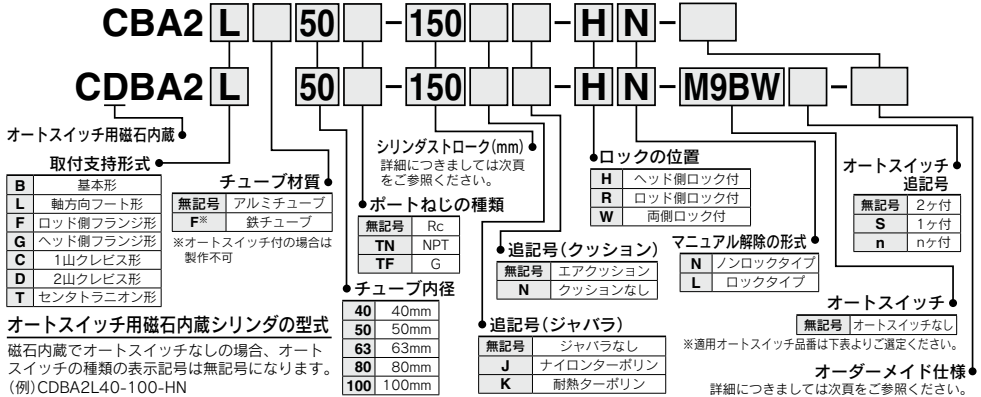 CBA2 L 50 -150 -H N -
CDBA2 L 50 -150 -H N - M9BW -
オートスイッチ用磁石内蔵
取付支持形式
B 基本形
L 軸方向フート形
F ロッド側フランジ形
G ヘッド側フランジ形
C 1山クレビス形
D 2山クレビス形
T センタトラニオン形
チューブ材質
無記号 アルミチューブ
F※ 鉄チューブ
※オートスイッチ付の場合は
製作不可
シリンダストローク(mm)
詳細につきましては次頁
をご参照ください。
ポートねじの種類
無記号 Rc
TN NPT
TF G
チューブ内径
40 40mm
50 50mm
63 63mm
80 80mm
100 100mm
ロックの位置
H ヘッド側ロック付
R ロッド側ロック付
W 両側ロック付
追記号(クッション)
無記号 エアクッション
N クッションなし
追記号(ジャバラ)
無記号 ジャバラなし
J ナイロンターポリン
K 耐熱ターポリン
マニュアル解除の形式
N ノンロックタイプ
L ロックタイプ
オートスイッチ
追記号
無記号 2ヶ付
S 1ヶ付
n nヶ付
オートスイッチ
無記号 オートスイッチなし
※適用オートスイッチ品番は下表よりご選定ください。
オーダーメイド仕様
詳細につきましては次頁をご参照ください。
オートスイッチ用磁石内蔵シリンダの型式
磁石内蔵でオートスイッチなしの場合、オート
スイッチの種類の表示記号は無記号になります。
(例)CDBA2L40-100-HN